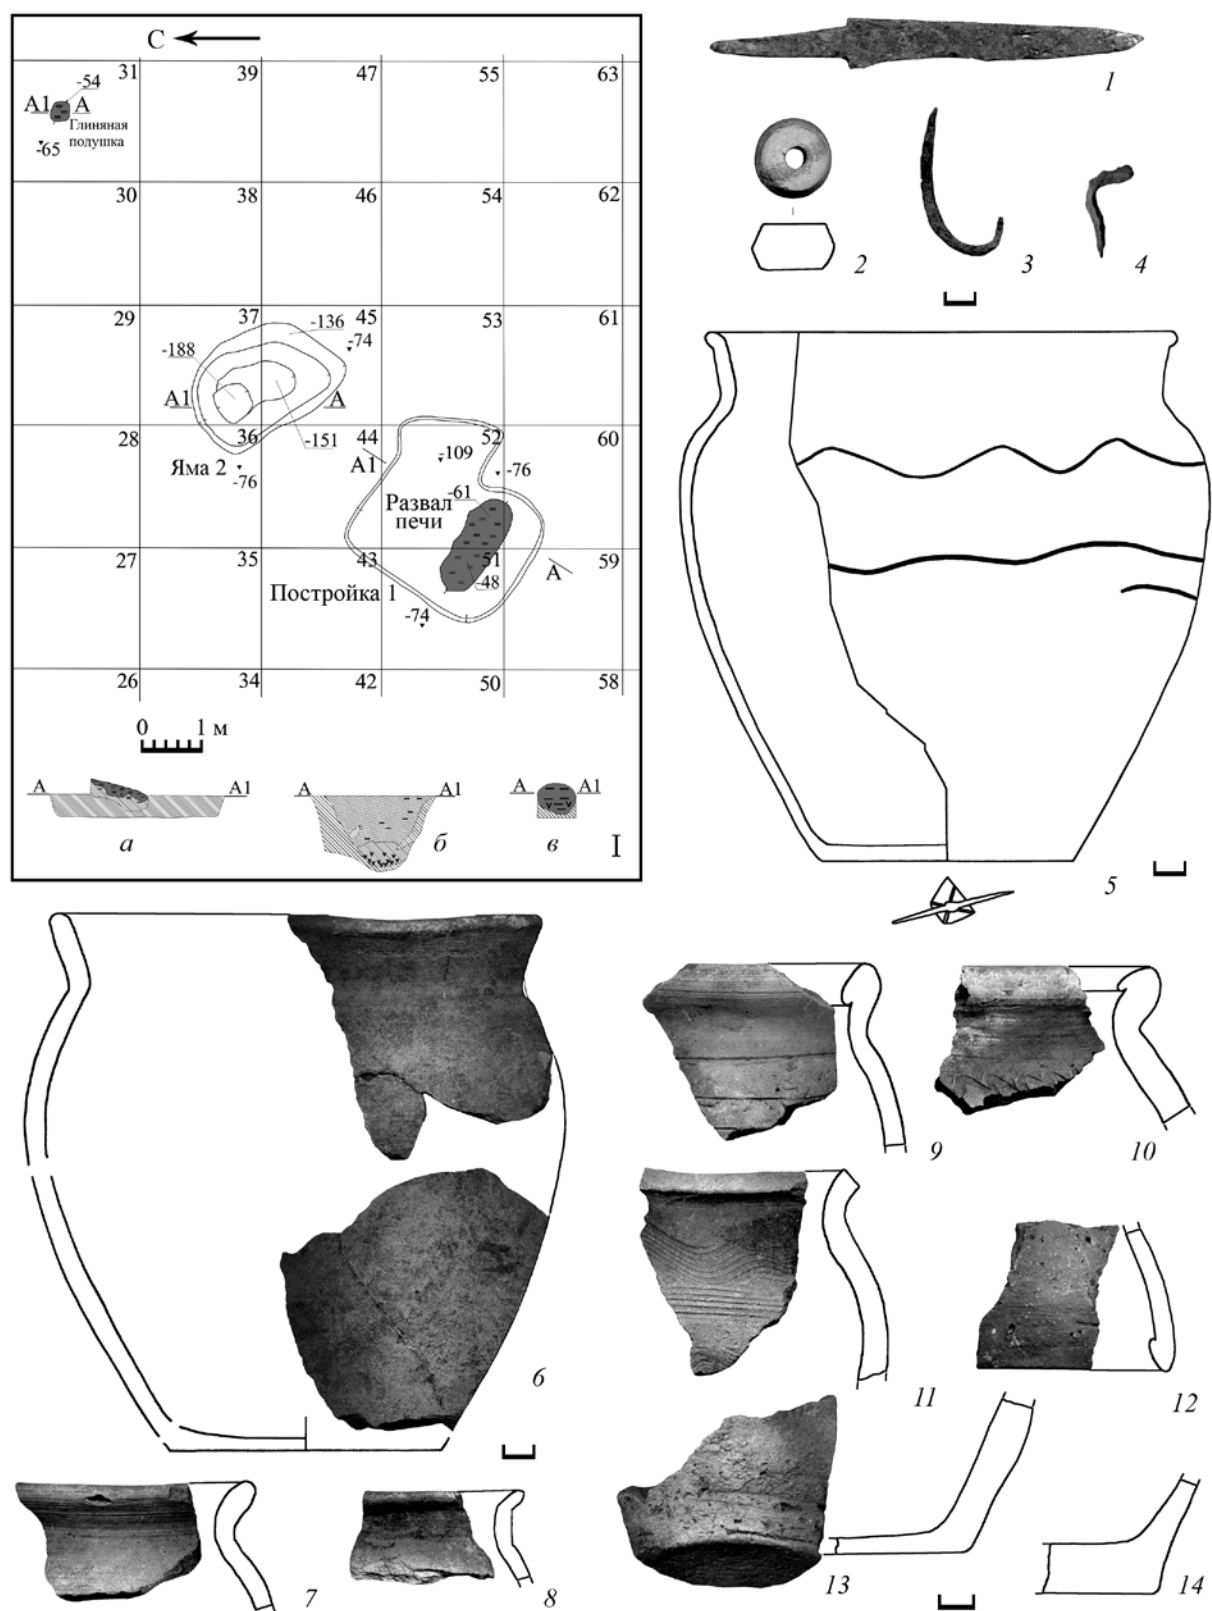 С
31 39 47 55 63
-54
А1 А
Глиняная
подушка
-65
30 38 46 54 62
29 37 45 53 61
-136
-74
-188
А1 А
28 36 44 52 60
-151
Яма 2
-76
А1
-109
-76
-61
Развал
печи
27 35 43 51 59
А
-48
Постройка 1
-74
26 34 42 50 58
0 1 м
А А1 А А1 А А1
а б в I
1
2 3 4
5
6
7 8
9 10
11 12
13 14